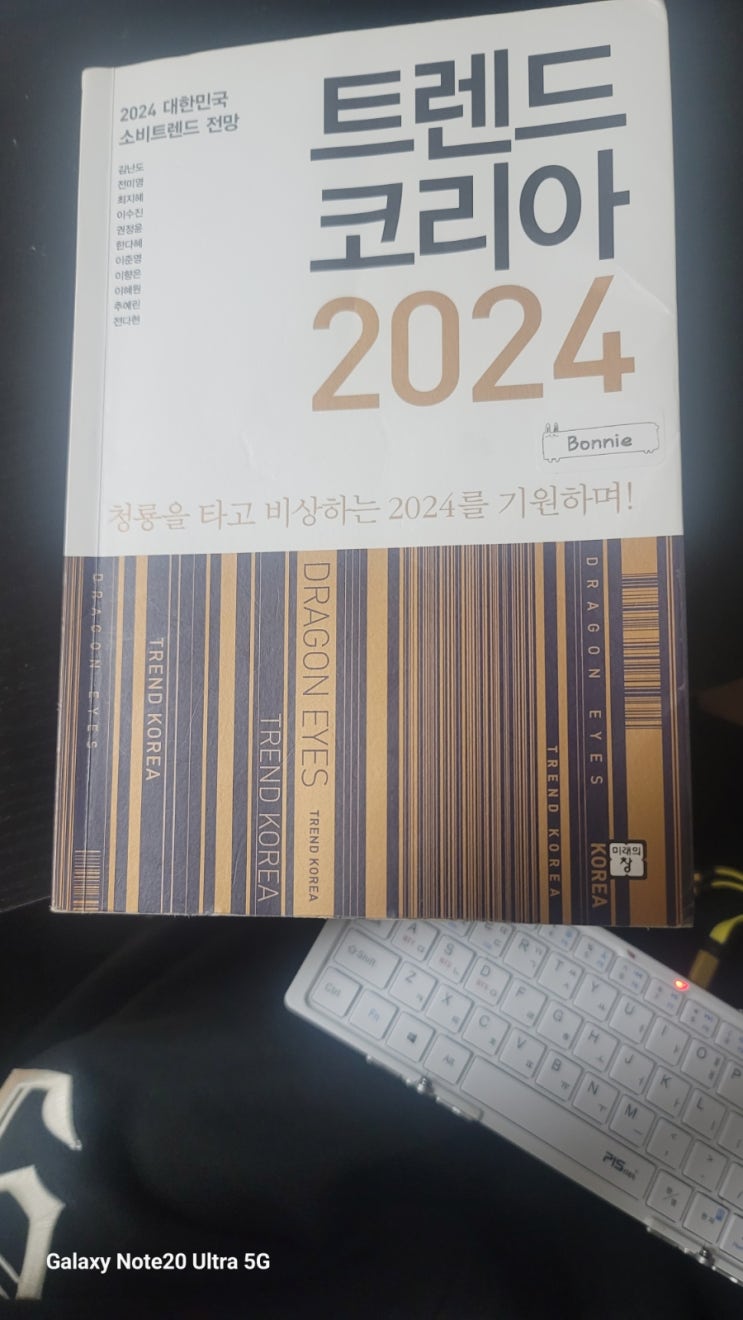 2024 대한민국
소비트렌드 전망
김난도
전미영
최지혜
이수진
권정윤
한다혜
이준영
이향은
이혜원
추예린
전다현
트렌드
코리아
2024
Bonnie
청룡을 타고 비상하는 2024를 기원하며!
DRAGON EYES
TREND KOREA
TREND KOREA
DRAGON EYES
TREND KOREA
TREND KOREA
DRAGON EYES
KOREA
미래의
창
A
S
D
F
G
H
J
K
L
Shift
Z
X
C
V
B
N
M
Ctrl
Fn
Alt
R
T
Y
U
I
O
P
Galaxy Note20 Ultra 5G